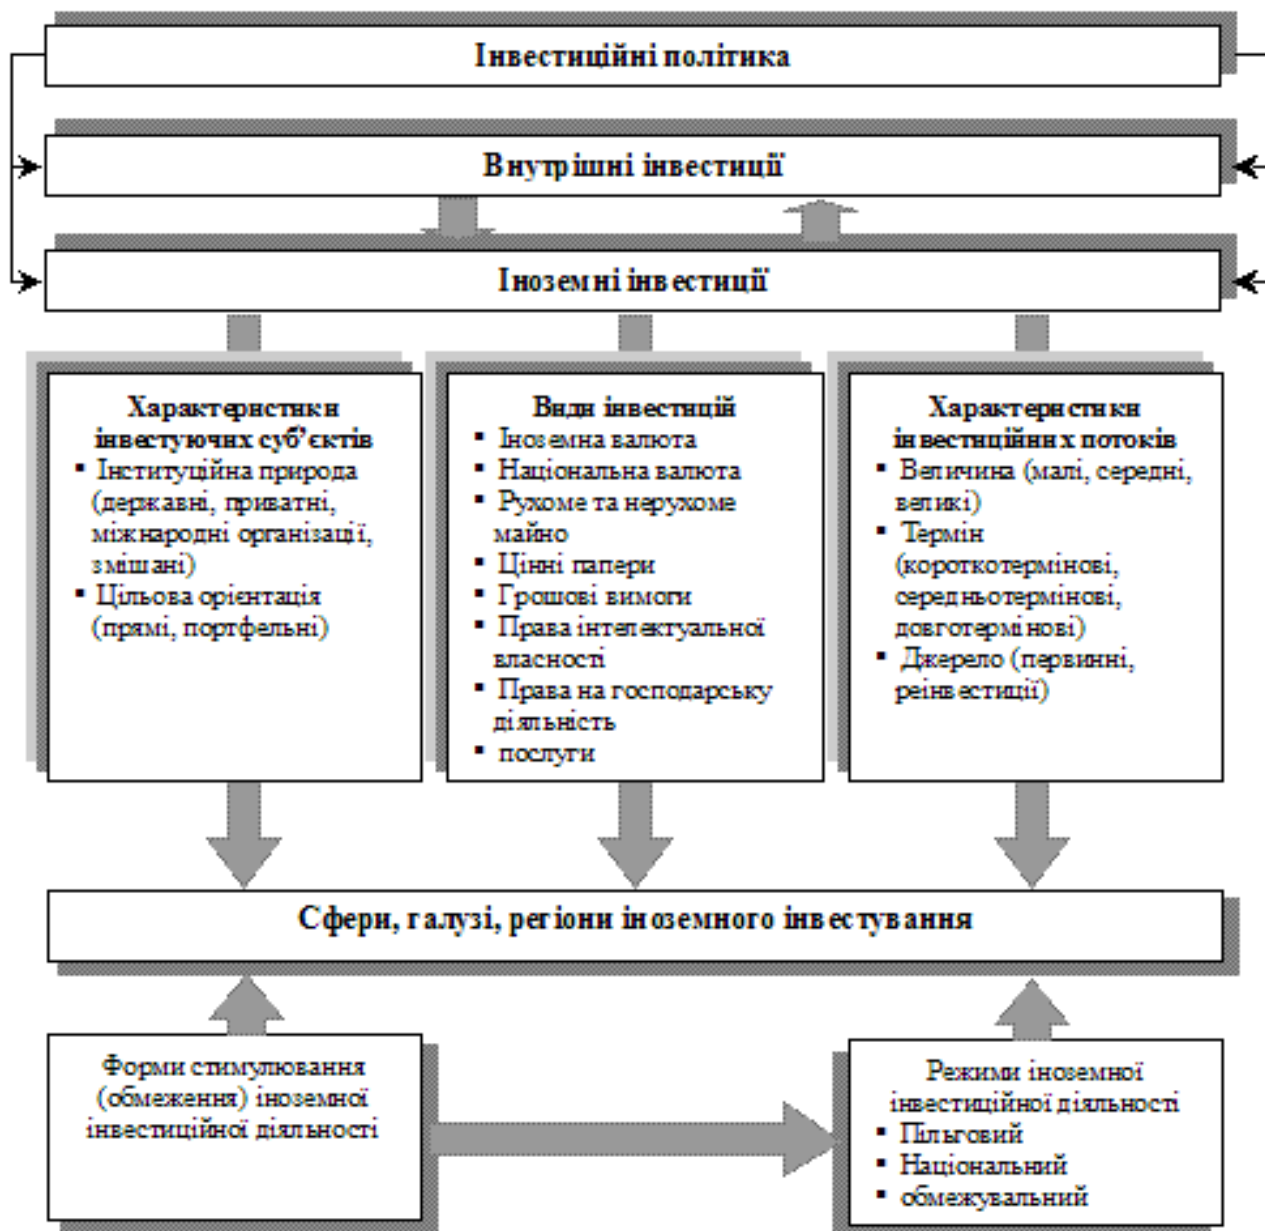 Інвестиційні політика
Внутрішні інвестиції
Іноземні інвестиції
Характеристики
інвестуючих суб’єктів
▪ Інституційна природа
(державні, приватні,
міжнародні організації,
змішані)
▪ Цільова орієнтація
(прямі, портфельні)
Види інвестицій
▪ Іноземна валюта
▪ Національна валюта
▪ Рухоме та нерухоме
майно
▪ Цінні папери
▪ Грошові вимоги
▪ Права інтелектуальної
власності
▪ Права на господарську
діяльність
▪ послуги
Характеристики
інвестиційних потоків
▪ Величина (малі, середні,
великі)
▪ Термін
(короткотермінові,
середньотермінові,
довготермінові)
▪ Джерело (первинні,
реінвестиції)
Сфери, галузі, регіони іноземного інвестування
Форми стимулювання
(обмеження) іноземної
інвестиційної діяльності
Режими іноземної
інвестиційної діяльності
▪ Пільговий
▪ Національний
▪ обмежувальний